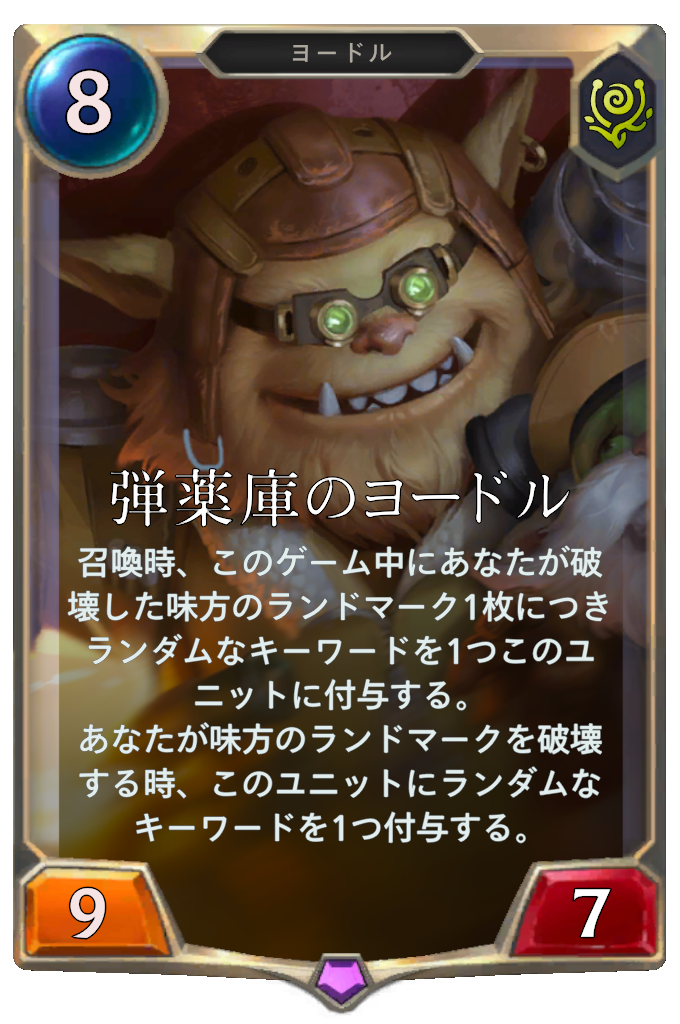 ヨードル
8
弾薬庫のヨードル
召喚時、このゲーム中にあなたが破
壊した味方のランドマーク1枚につき
ランダムなキーワードを1つこのユ
ニットに付与する。
あなたが味方のランドマークを破壊
する時、このユニットにランダムな
キーワードを1つ付与する。
9
7